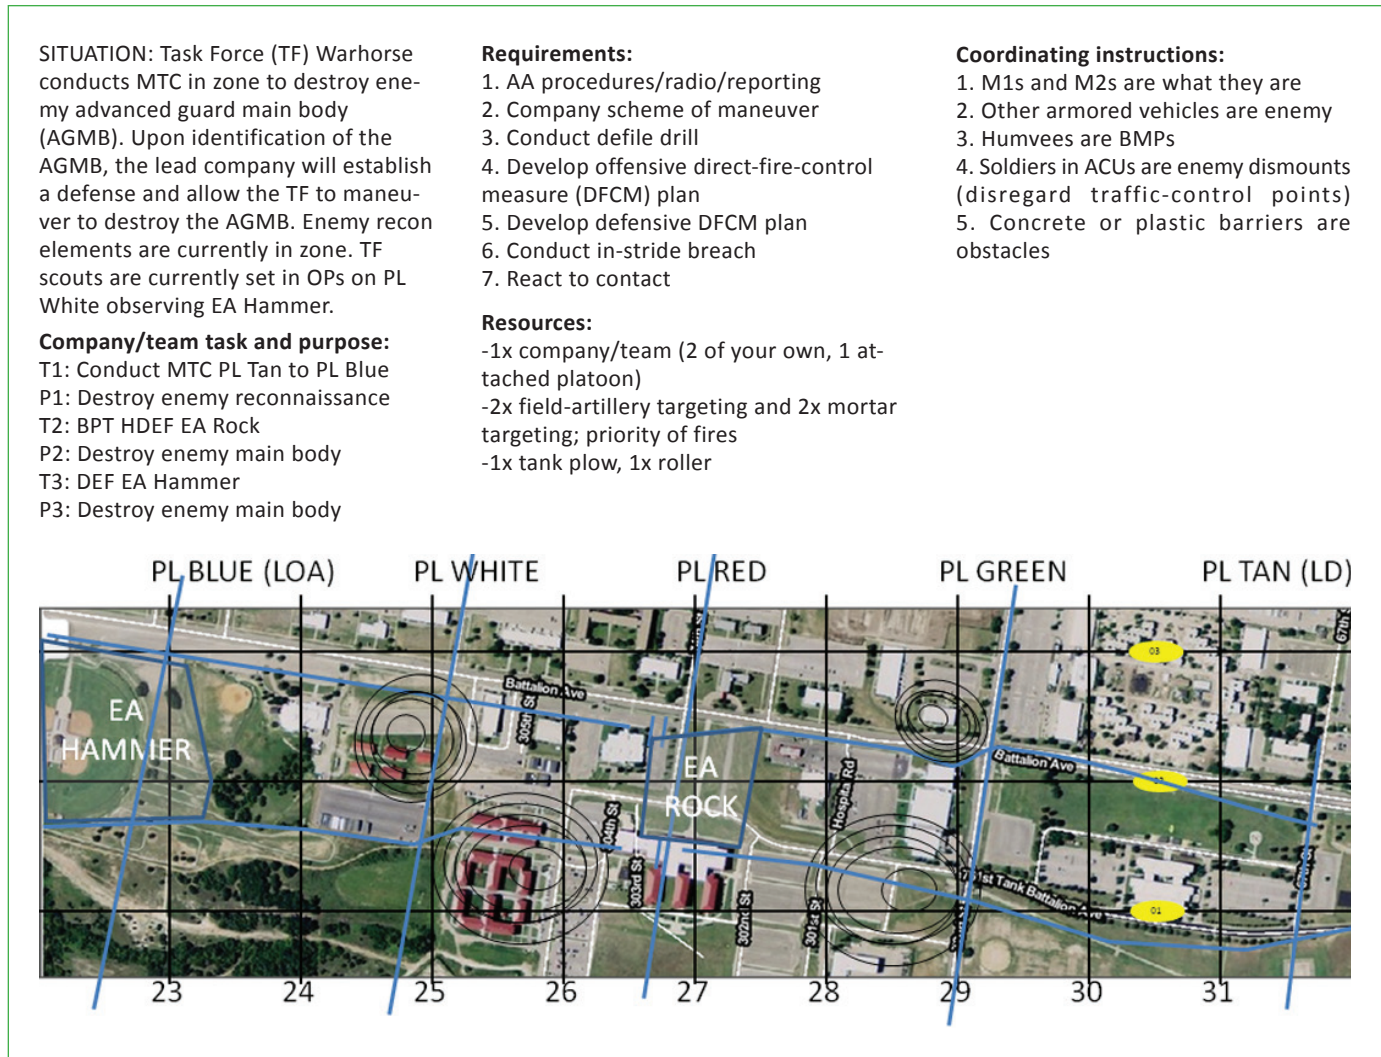 SITUATION: Task Force (TF) Warhorse
conducts MTC in zone to destroy ene-
my advanced guard main body
(AGMB). Upon identification of the
AGMB, the lead company will establish
a defense and allow the TF to maneu-
ver to destroy the AGMB. Enemy recon
elements are currently in zone. TF
scouts are currently set in OPs on PL
White observing EA Hammer.
Company/team task and purpose:
T1: Conduct MTC PL Tan to PL Blue
P1: Destroy enemy reconnaissance
T2: BPT HDEF EA Rock
P2: Destroy enemy main body
T3: DEF EA Hammer
P3: Destroy enemy main body
Requirements:
1. AA procedures/radio/reporting
2. Company scheme of maneuver
3. Conduct defile drill
4. Develop offensive direct-fire-control
measure (DFCM) plan
5. Develop defensive DFCM plan
6. Conduct in-stride breach
7. React to contact
Resources:
-1x company/team (2 of your own, 1 at-
tached platoon)
-2x field-artillery targeting and 2x mortar
targeting; priority of fires
-1x tank plow, 1x roller
Coordinating instructions:
1. M1s and M2s are what they are
2. Other armored vehicles are enemy
3. Humvees are BMPs
4. Soldiers in ACUs are enemy dismounts
(disregard traffic-control points)
5. Concrete or plastic barriers are
obstacles
PL BLUE (LOA)
PL WHITE
PL RED
PL GREEN
PL TAN (LD)
67th
03
Battalion Ave
305th St
EA
HAMMER
EA
ROCK
Battalion Ave
Hospital Rd
304th St
303rd St
302nd St
301st St
761st Tank Battalion Ave
01
23
24
25
26
27
28
29
30
31